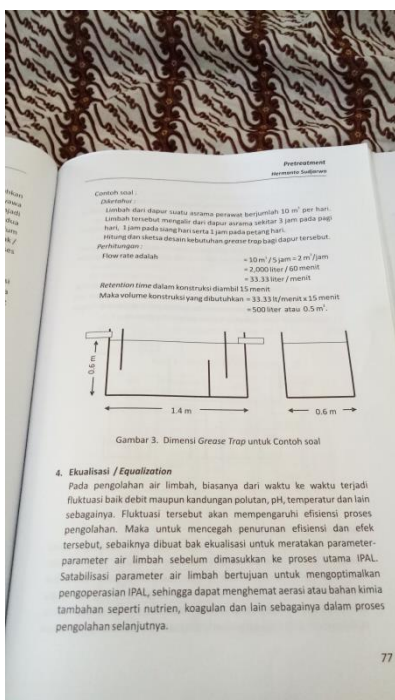 Pretreatment
Hermanto Sudjarwo
Contoh soal :
Diketahui :
Limbah dari dapur suatu asrama perawat berjumlah 10 m³ per hari.
Limbah tersebut mengalir dari dapur asrama sekitar 3 jam pada pagi
hari, 1 jam pada siang hari serta 1 jam pada petang hari.
Hitung dan sketsa desain kebutuhan grease trap bagi dapur tersebut.
Perhitungan :
Flow rate adalah = 10 m³ / 5 jam = 2 m³/jam
= 2,000 liter / 60 menit
= 33.33 liter / menit
Retention time dalam konstruksi diambil 15 menit
Maka volume konstruksi yang dibutuhkan = 33.33 lt/menit x 15 menit
= 500 liter atau 0.5 m³.
0.6 m
1.4 m
0.6 m
Gambar 3. Dimensi Grease Trap untuk Contoh soal
4. Ekualisasi / Equalization
Pada pengolahan air limbah, biasanya dari waktu ke waktu terjadi
fluktuasi baik debit maupun kandungan polutan, pH, temperatur dan lain
sebagainya. Fluktuasi tersebut akan mempengaruhi efisiensi proses
pengolahan. Maka untuk mencegah penurunan efisiensi dan efek
tersebut, sebaiknya dibuat bak ekualisasi untuk meratakan parameter-
parameter air limbah sebelum dimasukkan ke proses utama IPAL.
Satabilisasi parameter air limbah bertujuan untuk mengoptimalkan
pengoperasian IPAL, sehingga dapat menghemat aerasi atau bahan kimia
tambahan seperti nutrien, koagulan dan lain sebagainya dalam proses
pengolahan selanjutnya.
77